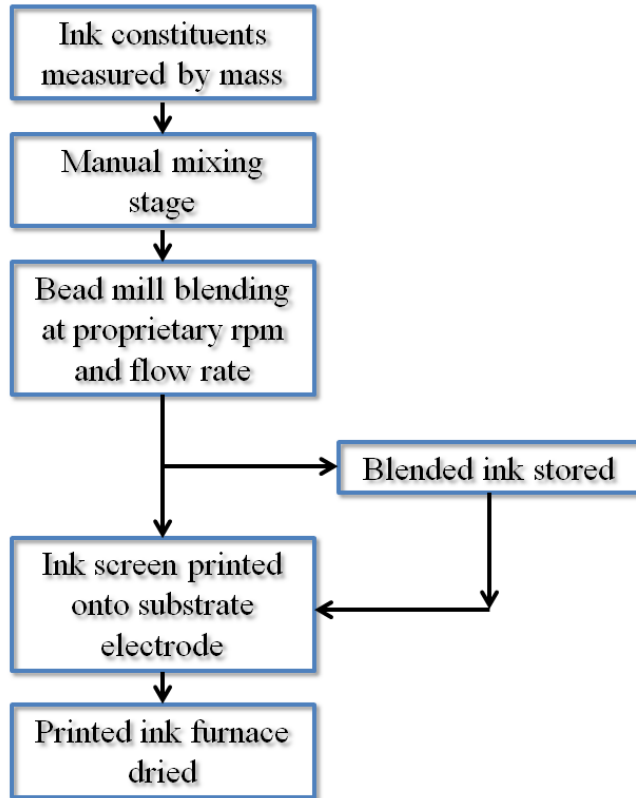 Ink constituents
measured by mass
Manual mixing
stage
Bead mill blending
at proprietary rpm
and flow rate
Blended ink stored
Ink screen printed
onto substrate
electrode
Printed ink furnace
dried